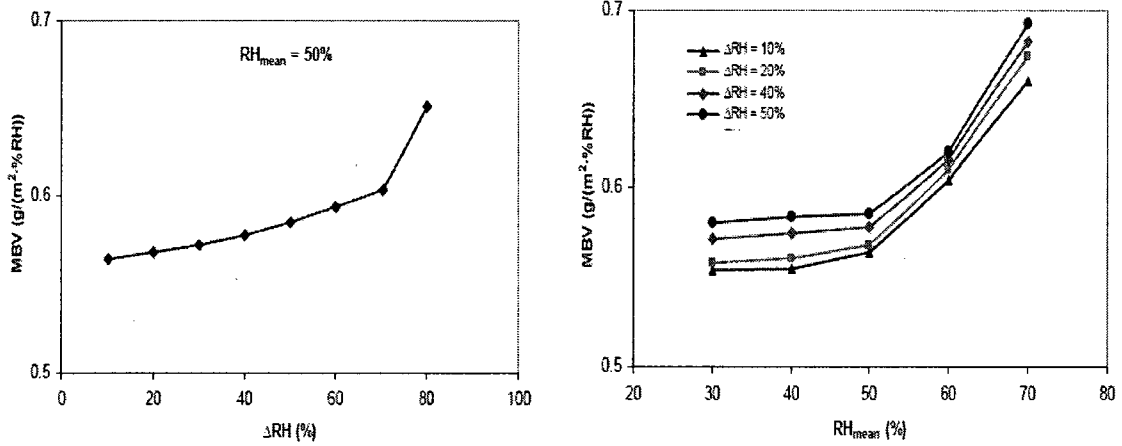 0.7
0.6
0.5
MBV (g/(m²·%RH))
RHmean = 50%
0
20
40
60
80
100
ΔRH (%)
0.7
0.6
0.5
MBV (g/(m²·%RH))
ΔRH = 10%
ΔRH = 20%
ΔRH = 40%
ΔRH = 50%
20
30
40
50
60
70
80
RHmean (%)